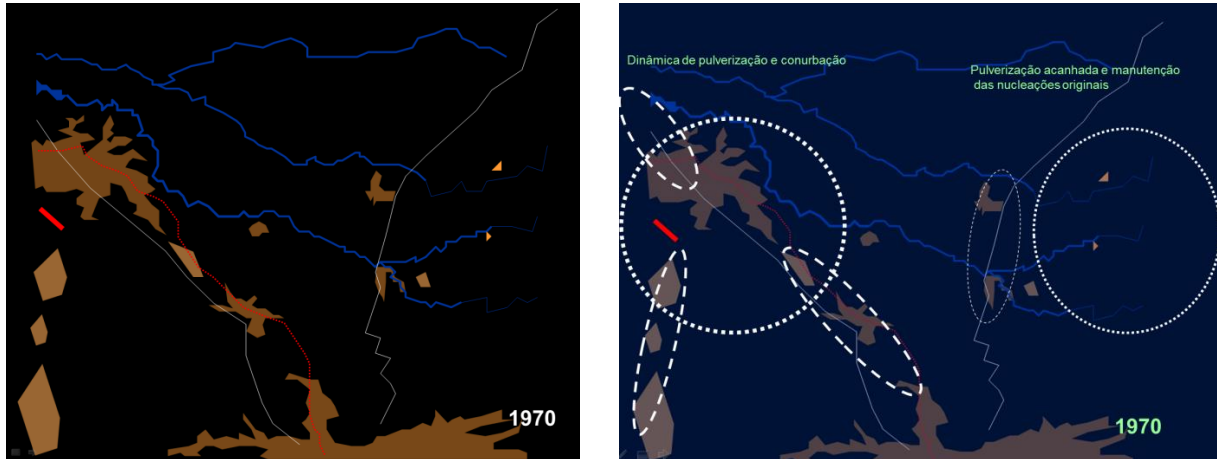 1970
Dinâmica de pulverização e conurbação
Pulverização acanhada e manutenção
das nucleações originais
1970